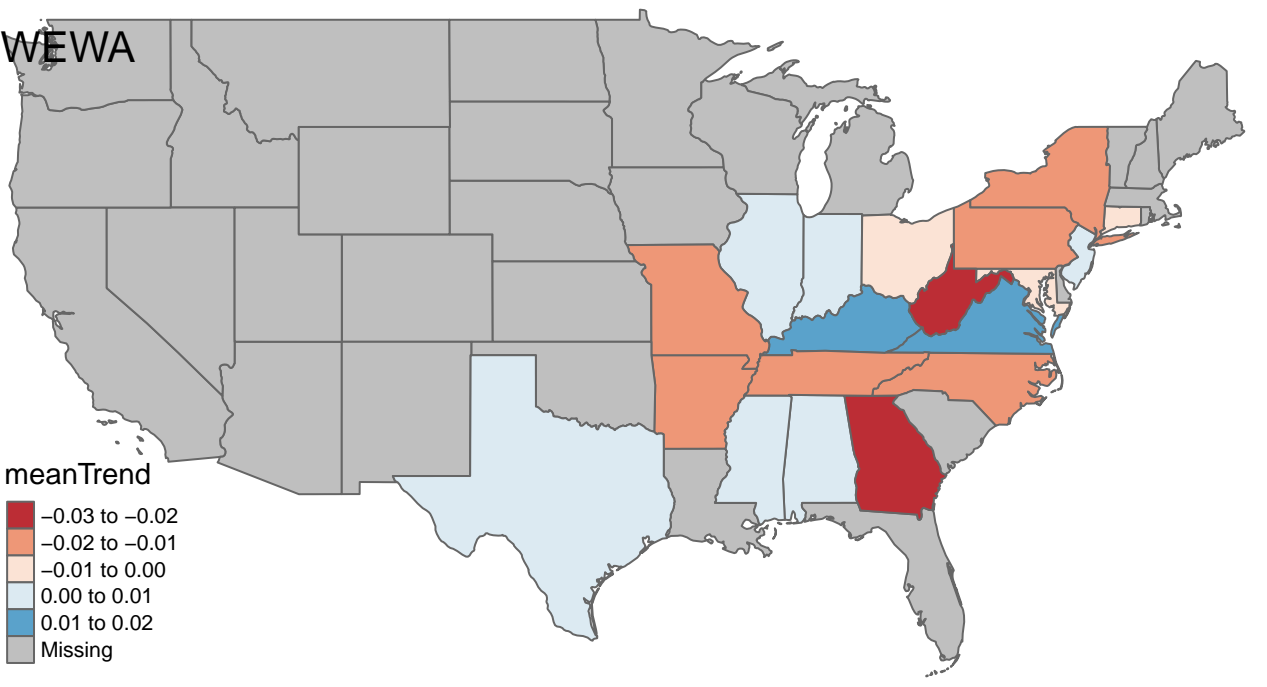 WEWA
meanTrend
−0.03 to −0.02
−0.02 to −0.01
−0.01 to 0.00
0.00 to 0.01
0.01 to 0.02
Missing